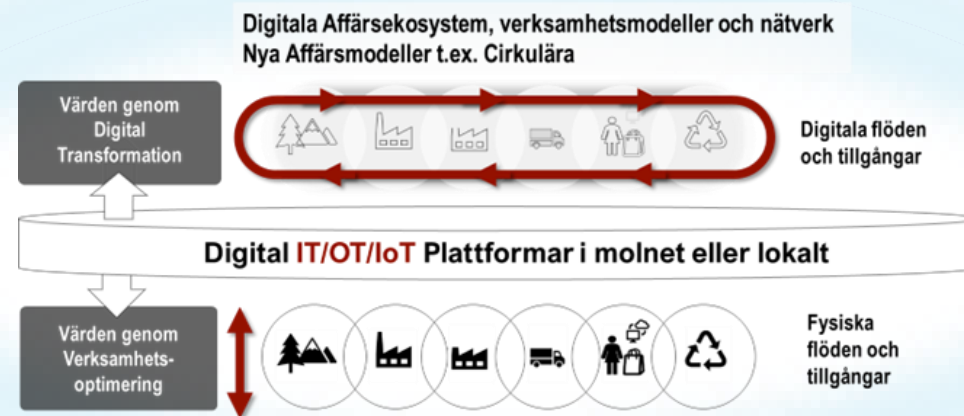 Digitala Affärsekosystem, verksamhetsmodeller och nätverk
Nya Affärsmodeller t.ex. Cirkulära
Värden genom
Digital
Transformation
Digitala flöden
och tillgångar
Digital IT/OT/IoT Plattformar i molnet eller lokalt
Värden genom
Verksamhets-
optimering
Fysiska
flöden och
tillgångar